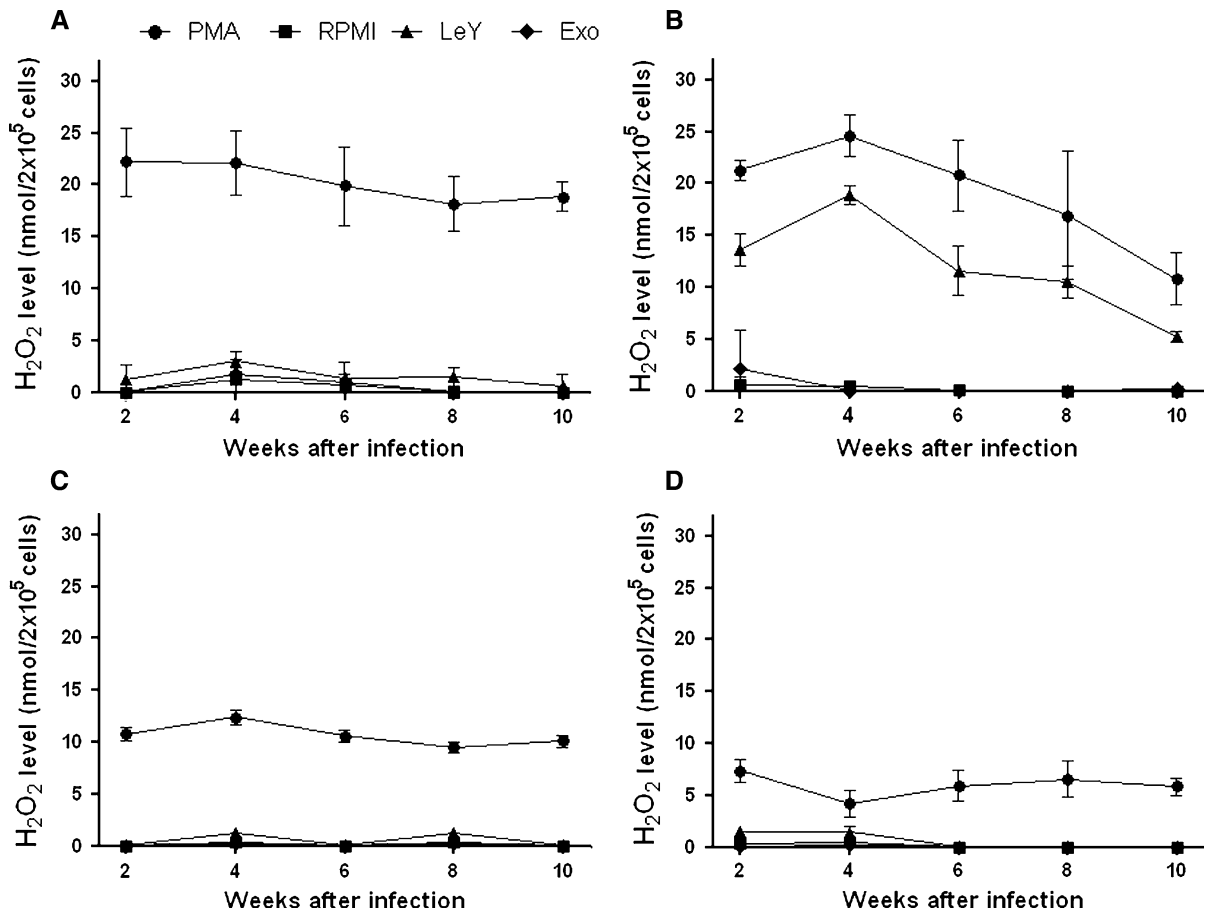 A
PMA RPMI LeY Exo
H₂O₂ level (nmol/2x10⁵ cells)
30
25
20
15
10
5
0
2 4 6 8 10
Weeks after infection
B
H₂O₂ level (nmol/2x10⁵ cells)
30
25
20
15
10
5
0
2 4 6 8 10
Weeks after infection
C
H₂O₂ level (nmol/2x10⁵ cells)
30
25
20
15
10
5
0
2 4 6 8 10
Weeks after infection
D
H₂O₂ level (nmol/2x10⁵ cells)
30
25
20
15
10
5
0
2 4 6 8 10
Weeks after infection